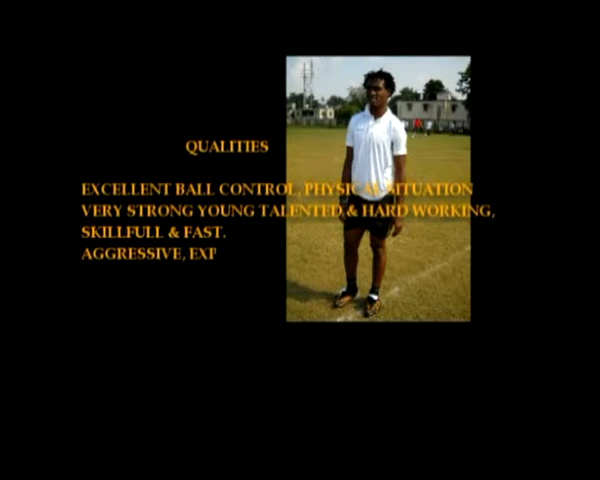 QUALITIES
EXCELLENT BALL CONTROL, PHYSICAL SITUATION
VERY STRONG YOUNG TALENTED & HARD WORKING,
SKILLFULL & FAST.
AGGRESSIVE, EXP